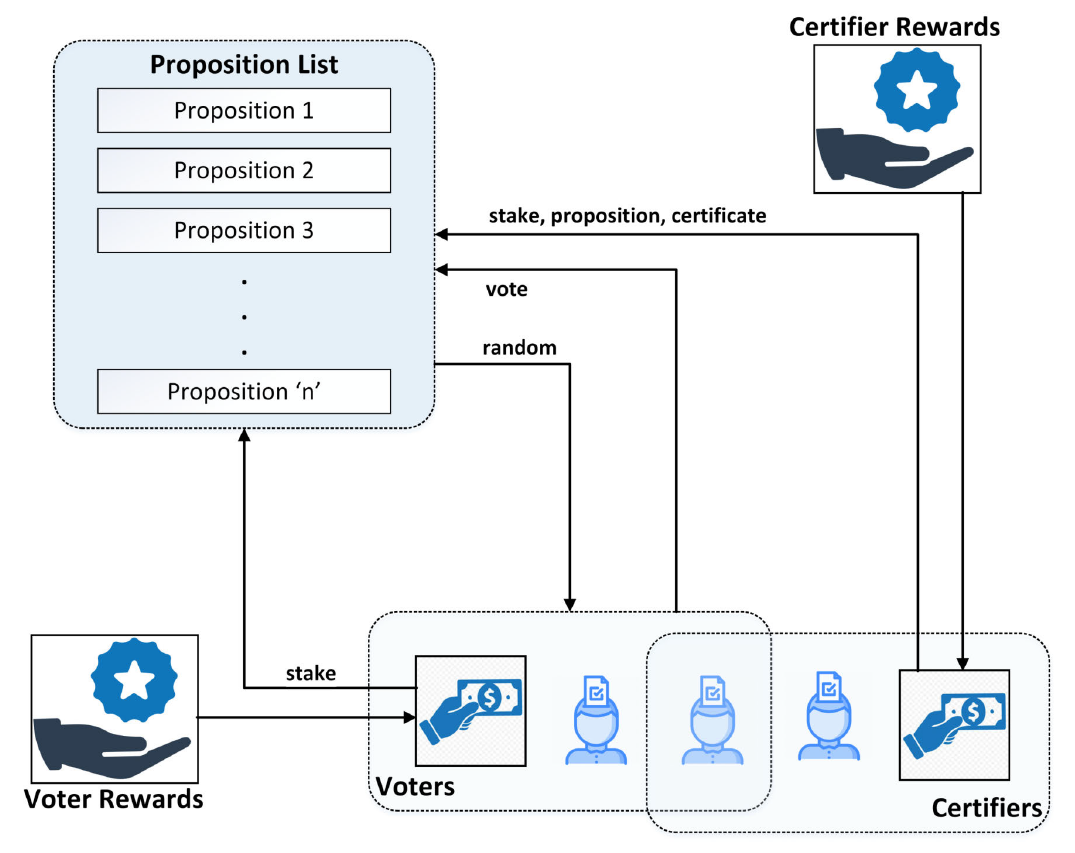 Certifier Rewards
Proposition List
Proposition 1
Proposition 2
Proposition 3
stake, proposition, certificate
vote
random
.
.
.
Proposition ‘n’
stake
$
$
Voters
Voter Rewards
Certifiers